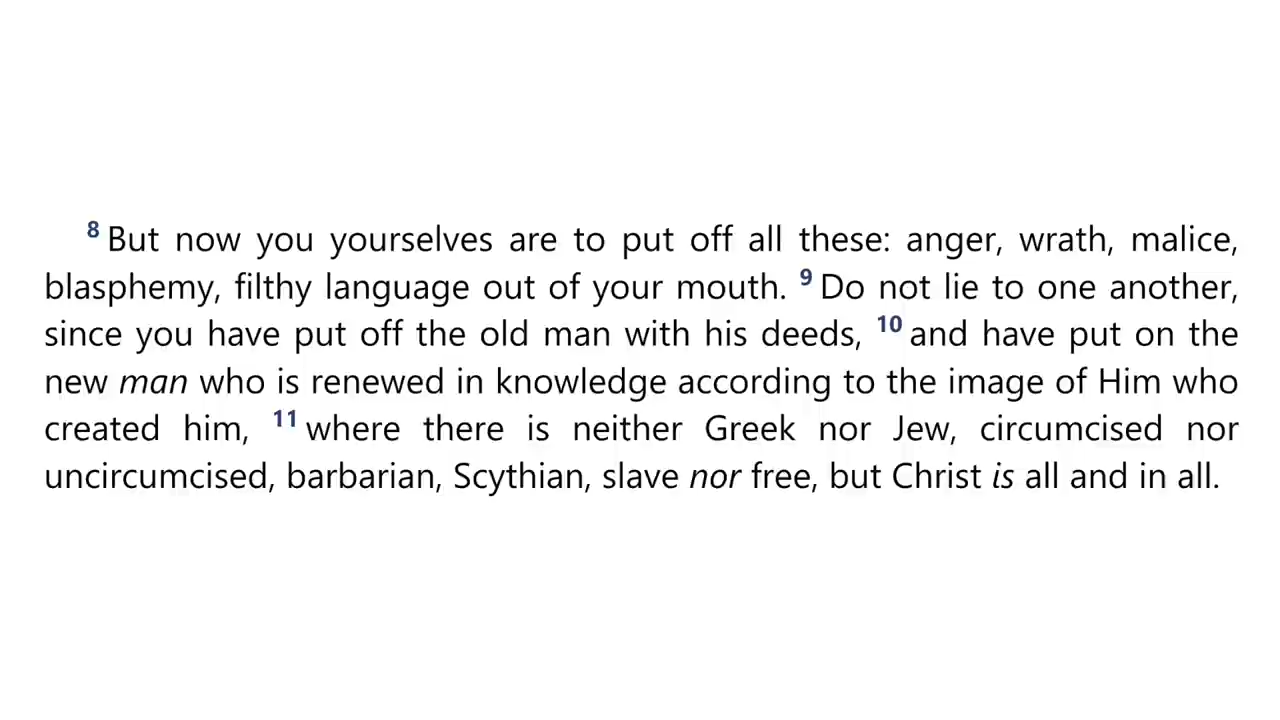 8 But now you yourselves are to put off all these: anger, wrath, malice,
blasphemy, filthy language out of your mouth. 9 Do not lie to one another,
since you have put off the old man with his deeds, 10 and have put on the
new man who is renewed in knowledge according to the image of Him who
created him, 11 where there is neither Greek nor Jew, circumcised nor
uncircumcised, barbarian, Scythian, slave nor free, but Christ is all and in all.